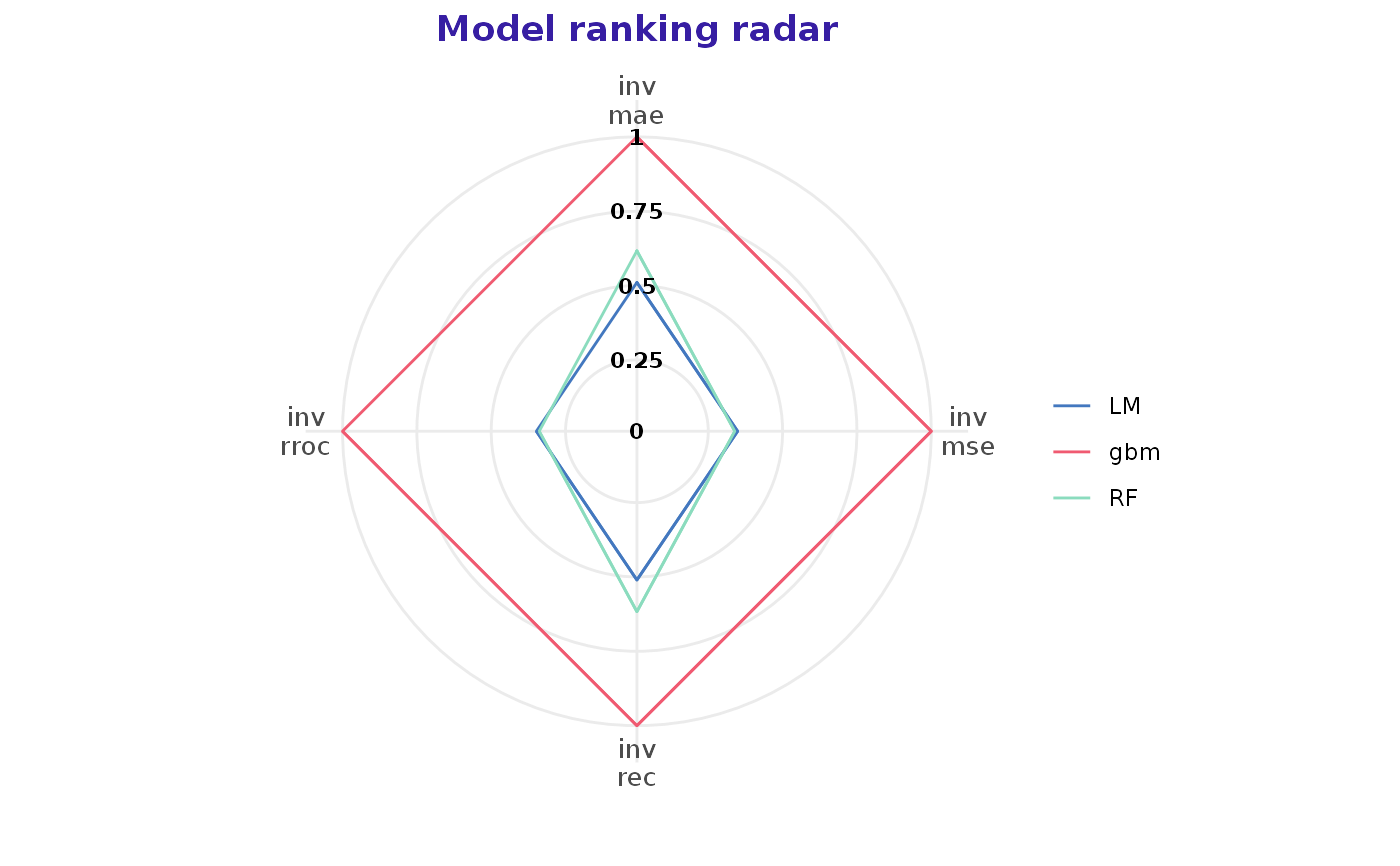 Model ranking radar
inv
mae
1
0.75
0.5
0.25
0
inv
rroc
inv
mse
inv
rec
LM
gbm
RF